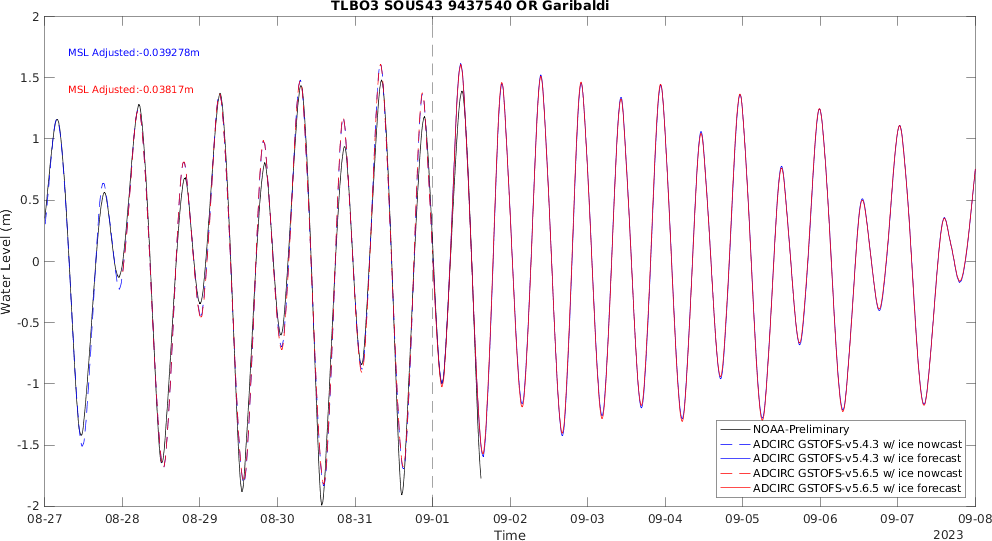 TLBO3 SOUS43 9437540 OR Garibaldi
MSL Adjusted:-0.039278m
MSL Adjusted:-0.03817m
Water Level (m)
2
1.5
1
0.5
0
-0.5
-1
-1.5
-2
NOAA-Preliminary
ADCIRC GSTOFS-v5.4.3 w/ ice nowcast
ADCIRC GSTOFS-v5.4.3 w/ ice forecast
ADCIRC GSTOFS-v5.6.5 w/ ice nowcast
ADCIRC GSTOFS-v5.6.5 w/ ice forecast
08-27 08-28 08-29 08-30 08-31 09-01 09-02 09-03 09-04 09-05 09-06 09-07 09-08
Time
2023